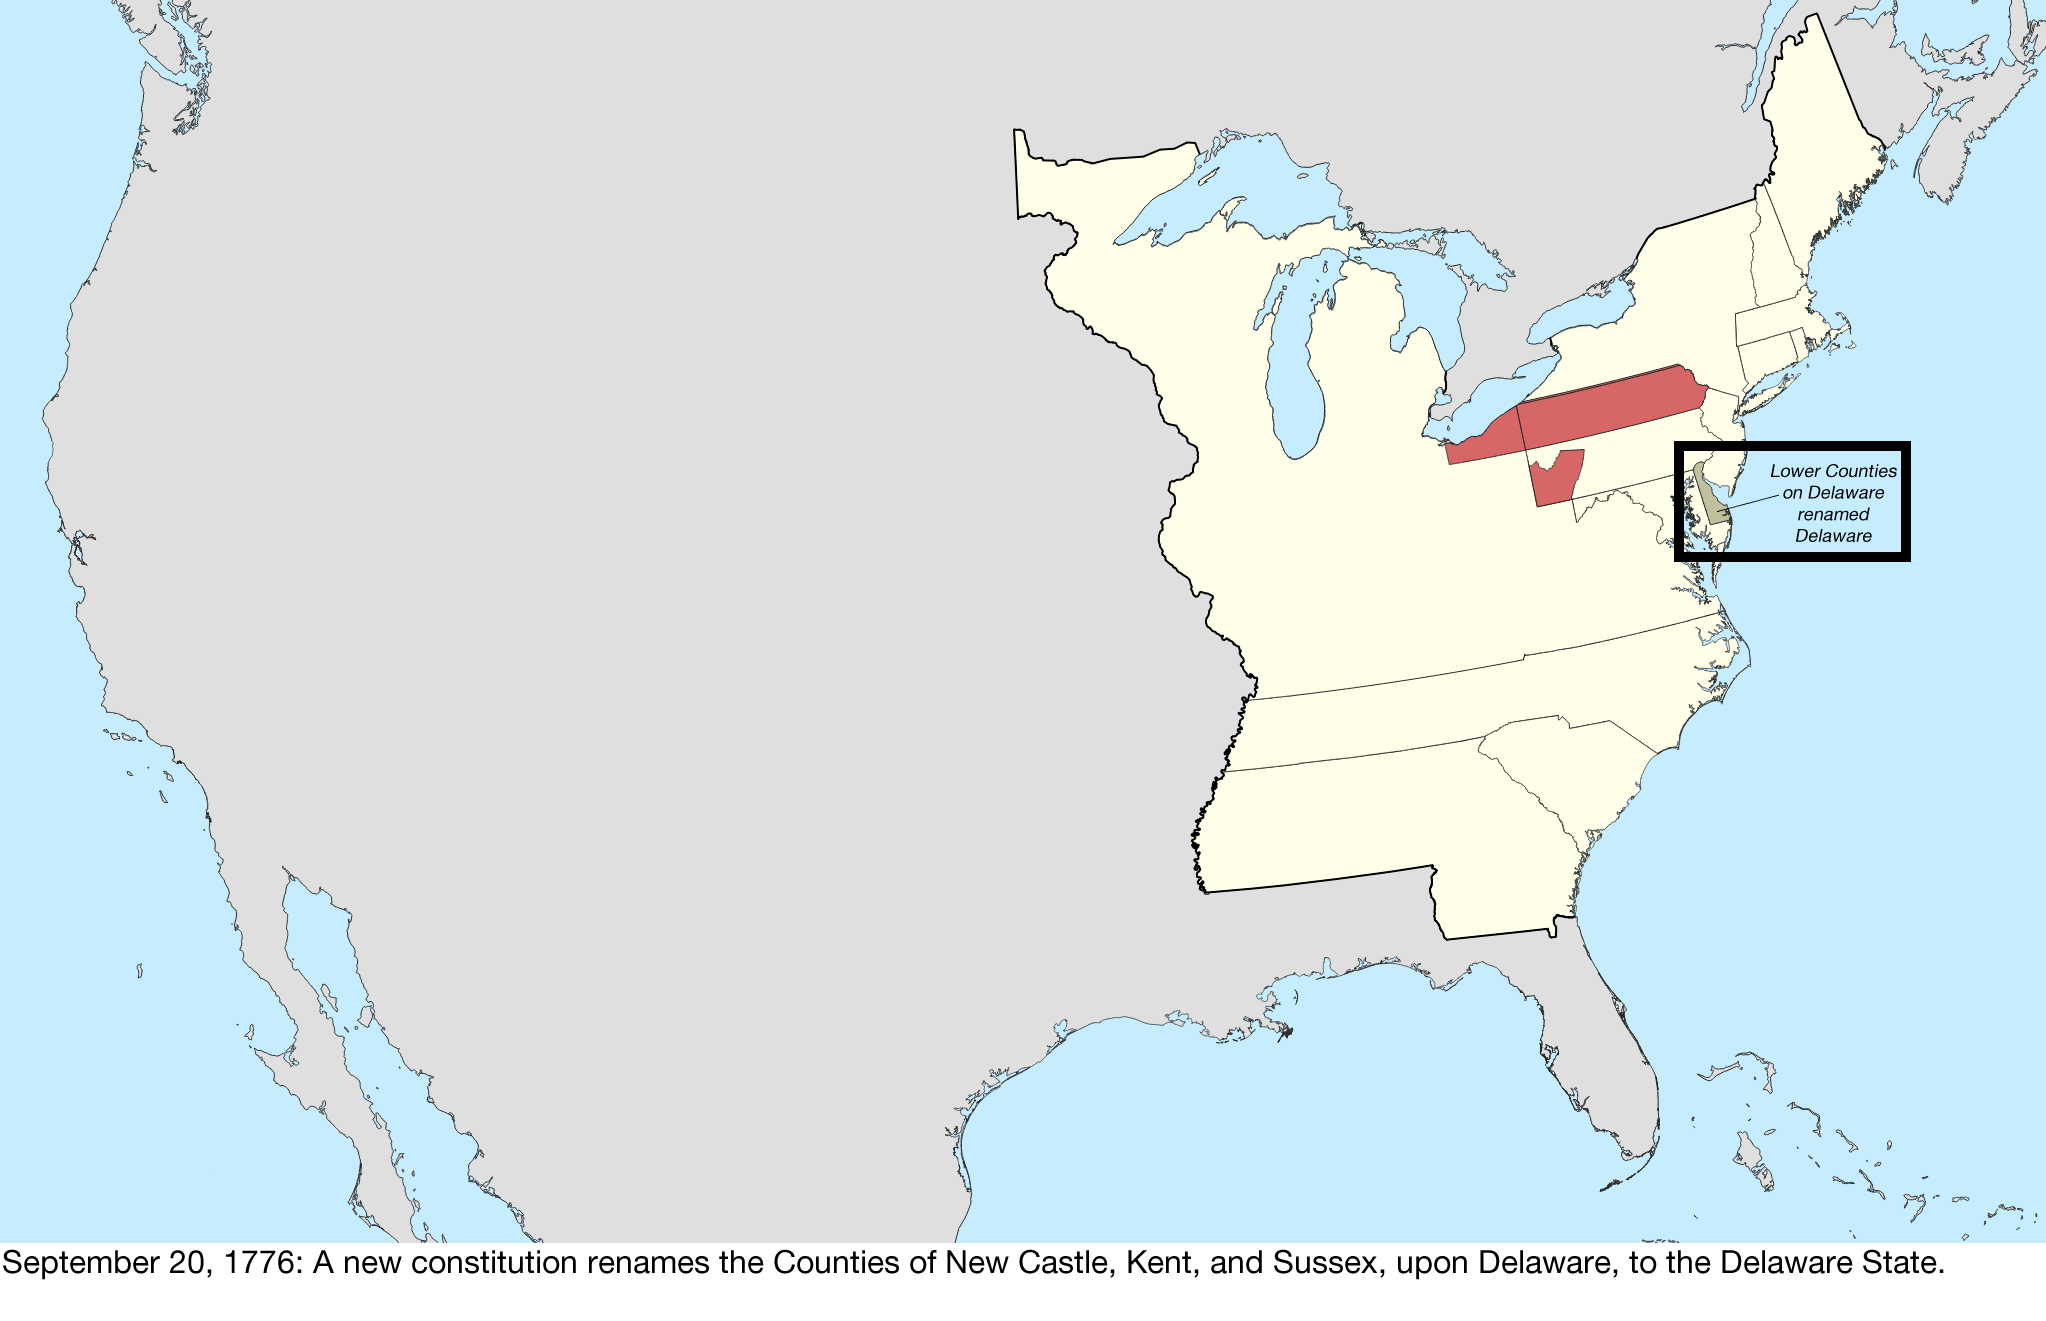 Lower Counties
on Delaware
renamed
Delaware
September 20, 1776: A new constitution renames the Counties of New Castle, Kent, and Sussex, upon Delaware, to the Delaware State.